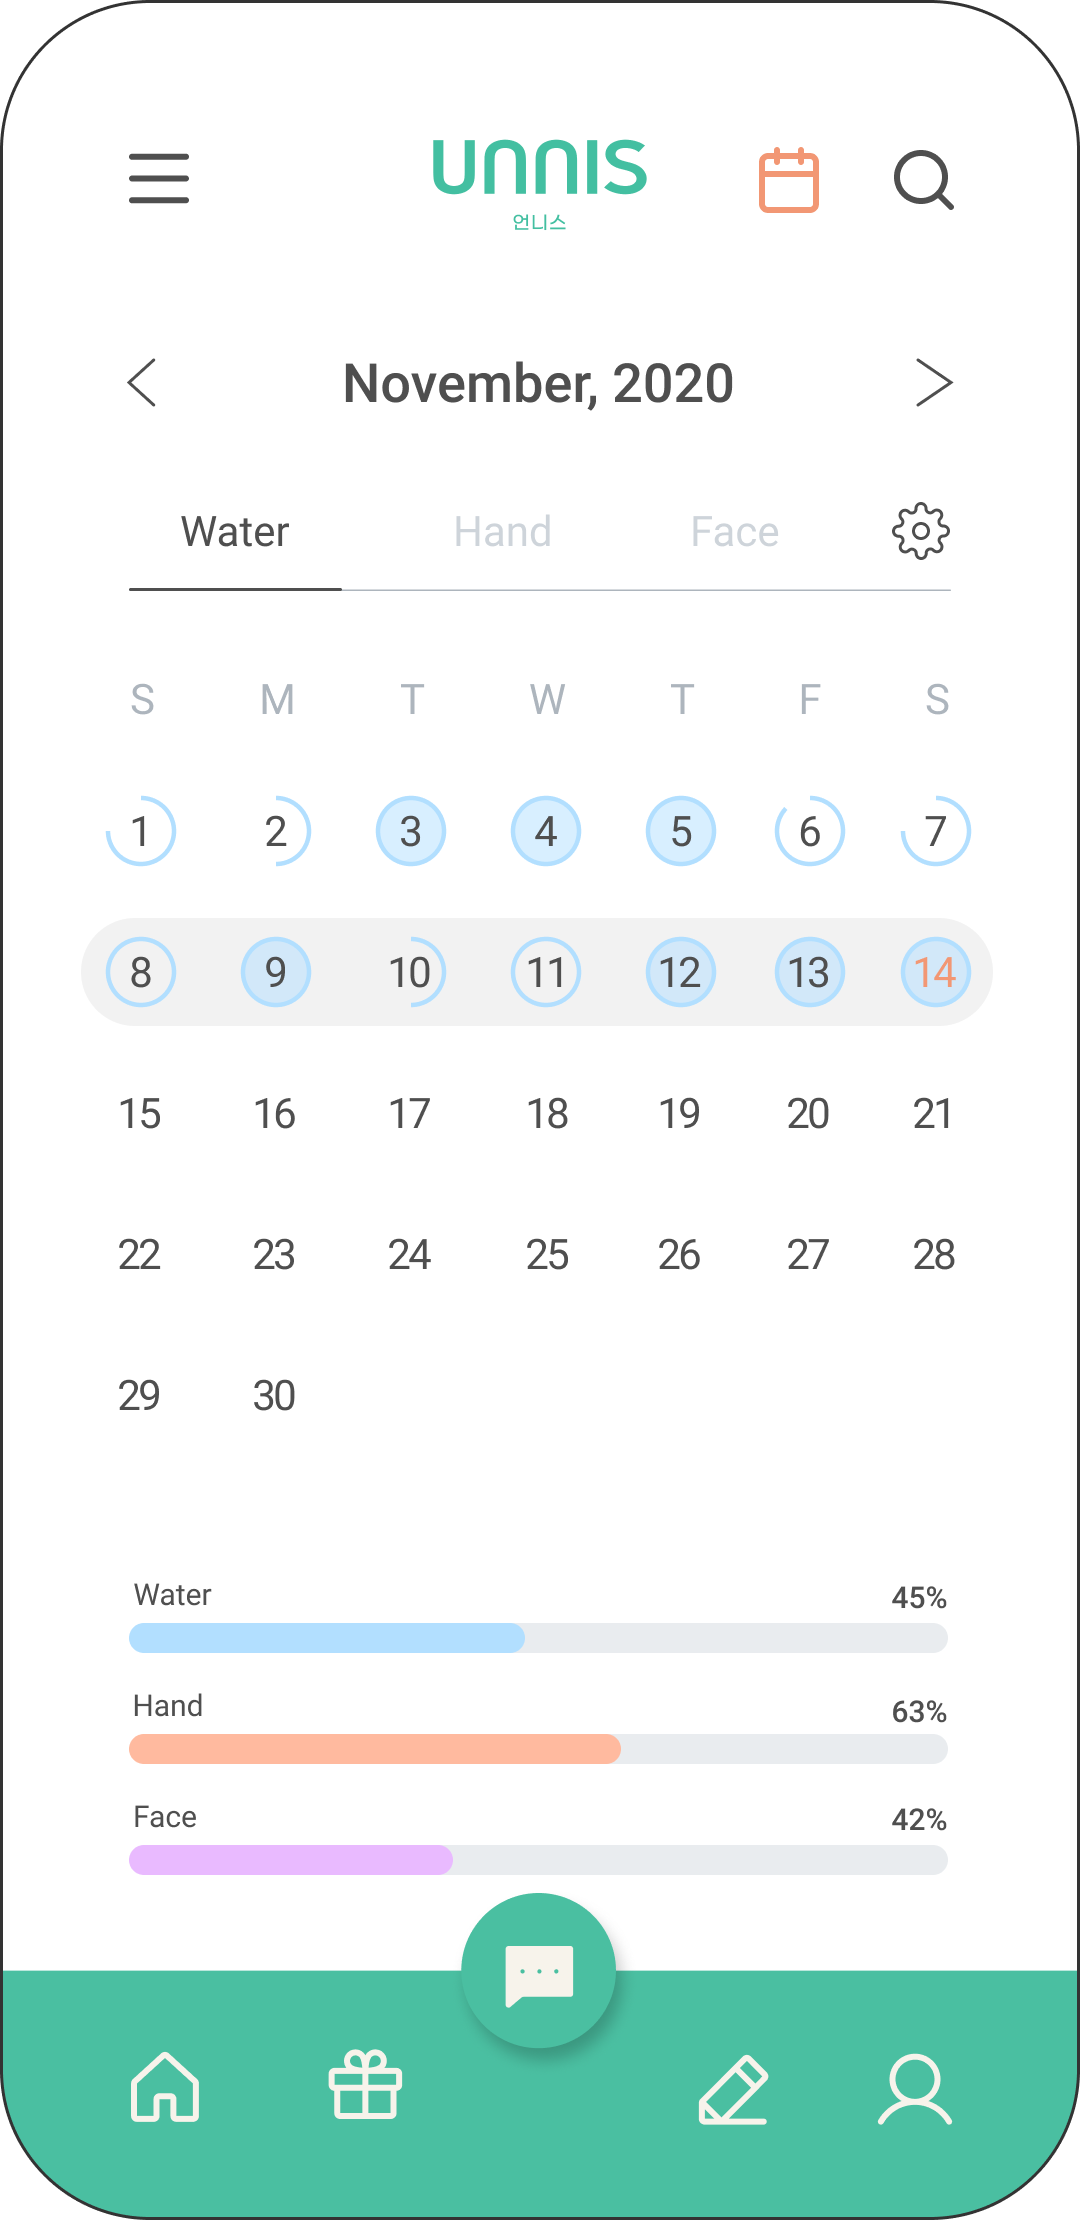 UNNIS
언니스
November, 2020
Water Hand Face
S M T W T F S
1 2 3 4 5 6 7
8 9 10 11 12 13 14
15 16 17 18 19 20 21
22 23 24 25 26 27 28
29 30
Water 45%
Hand 63%
Face 42%